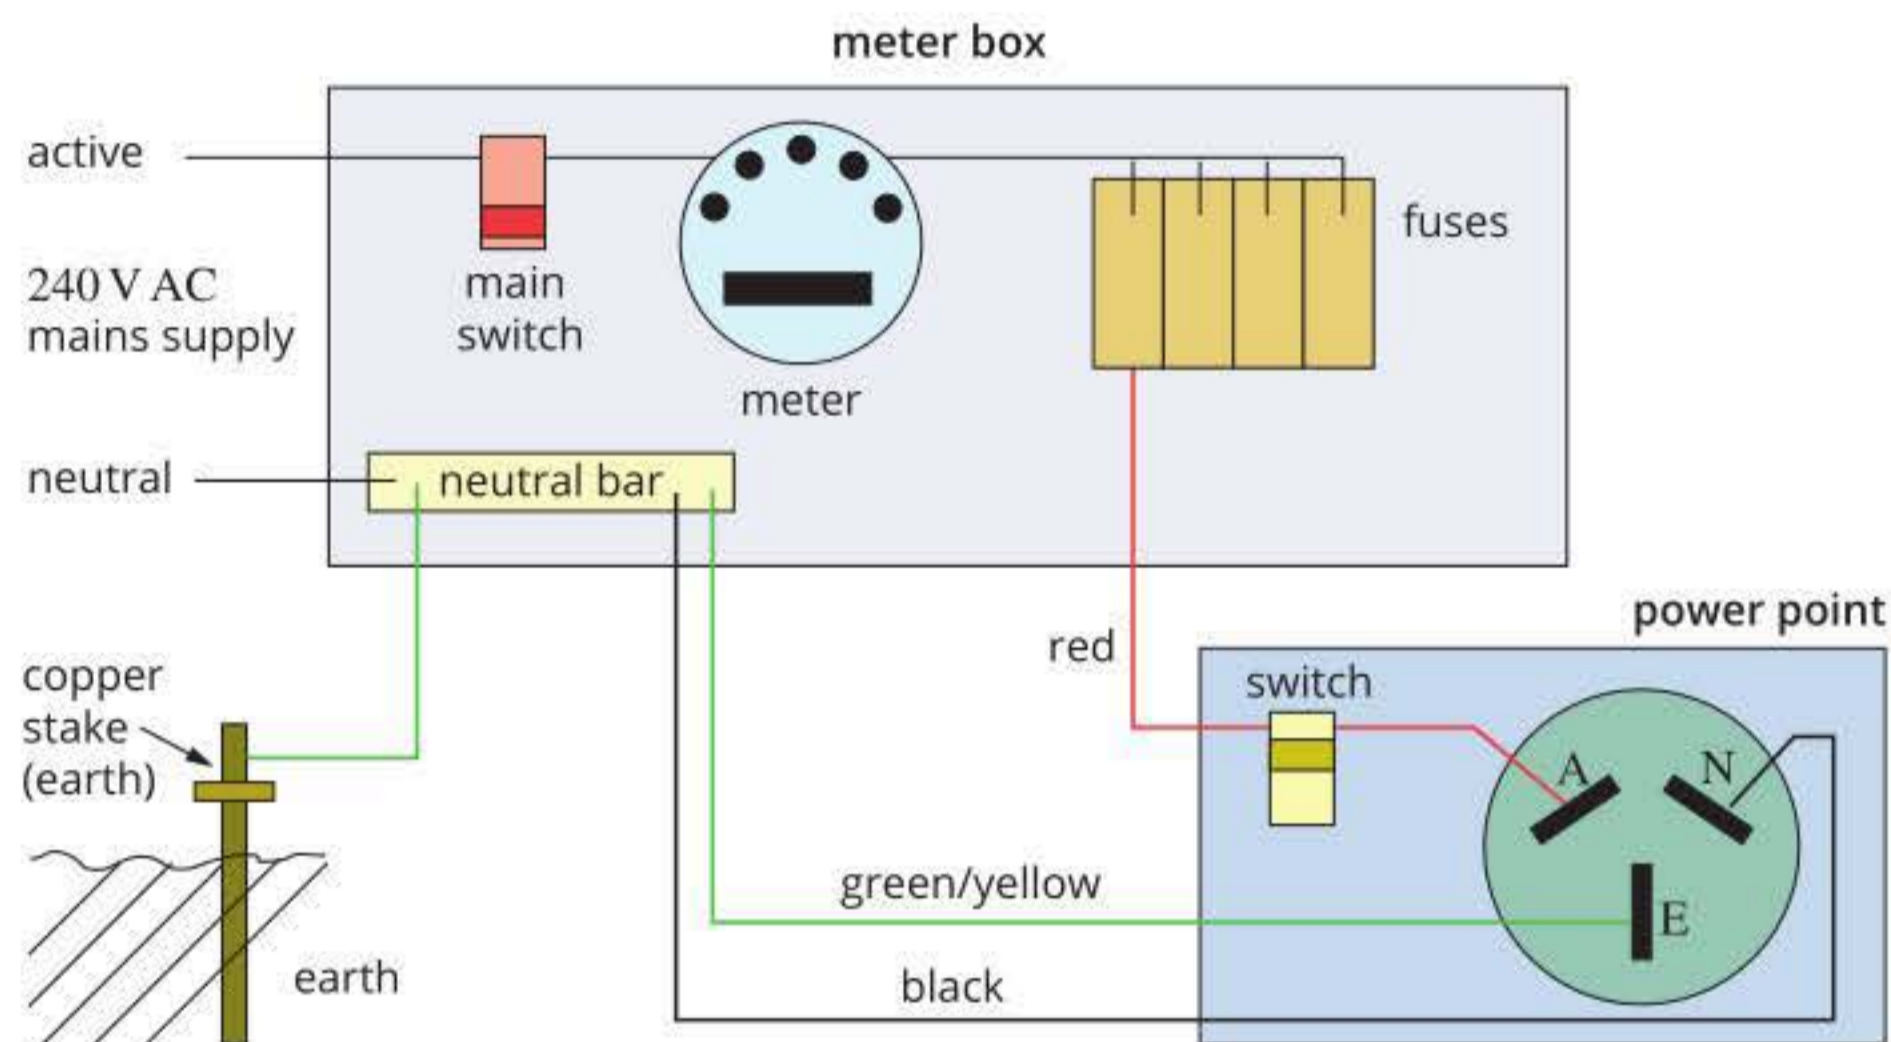 meter box
active
240 V AC
mains supply
main
switch
meter
fuses
neutral
neutral bar
red
power point
switch
A
N
E
copper
stake
(earth)
green/yellow
black
earth